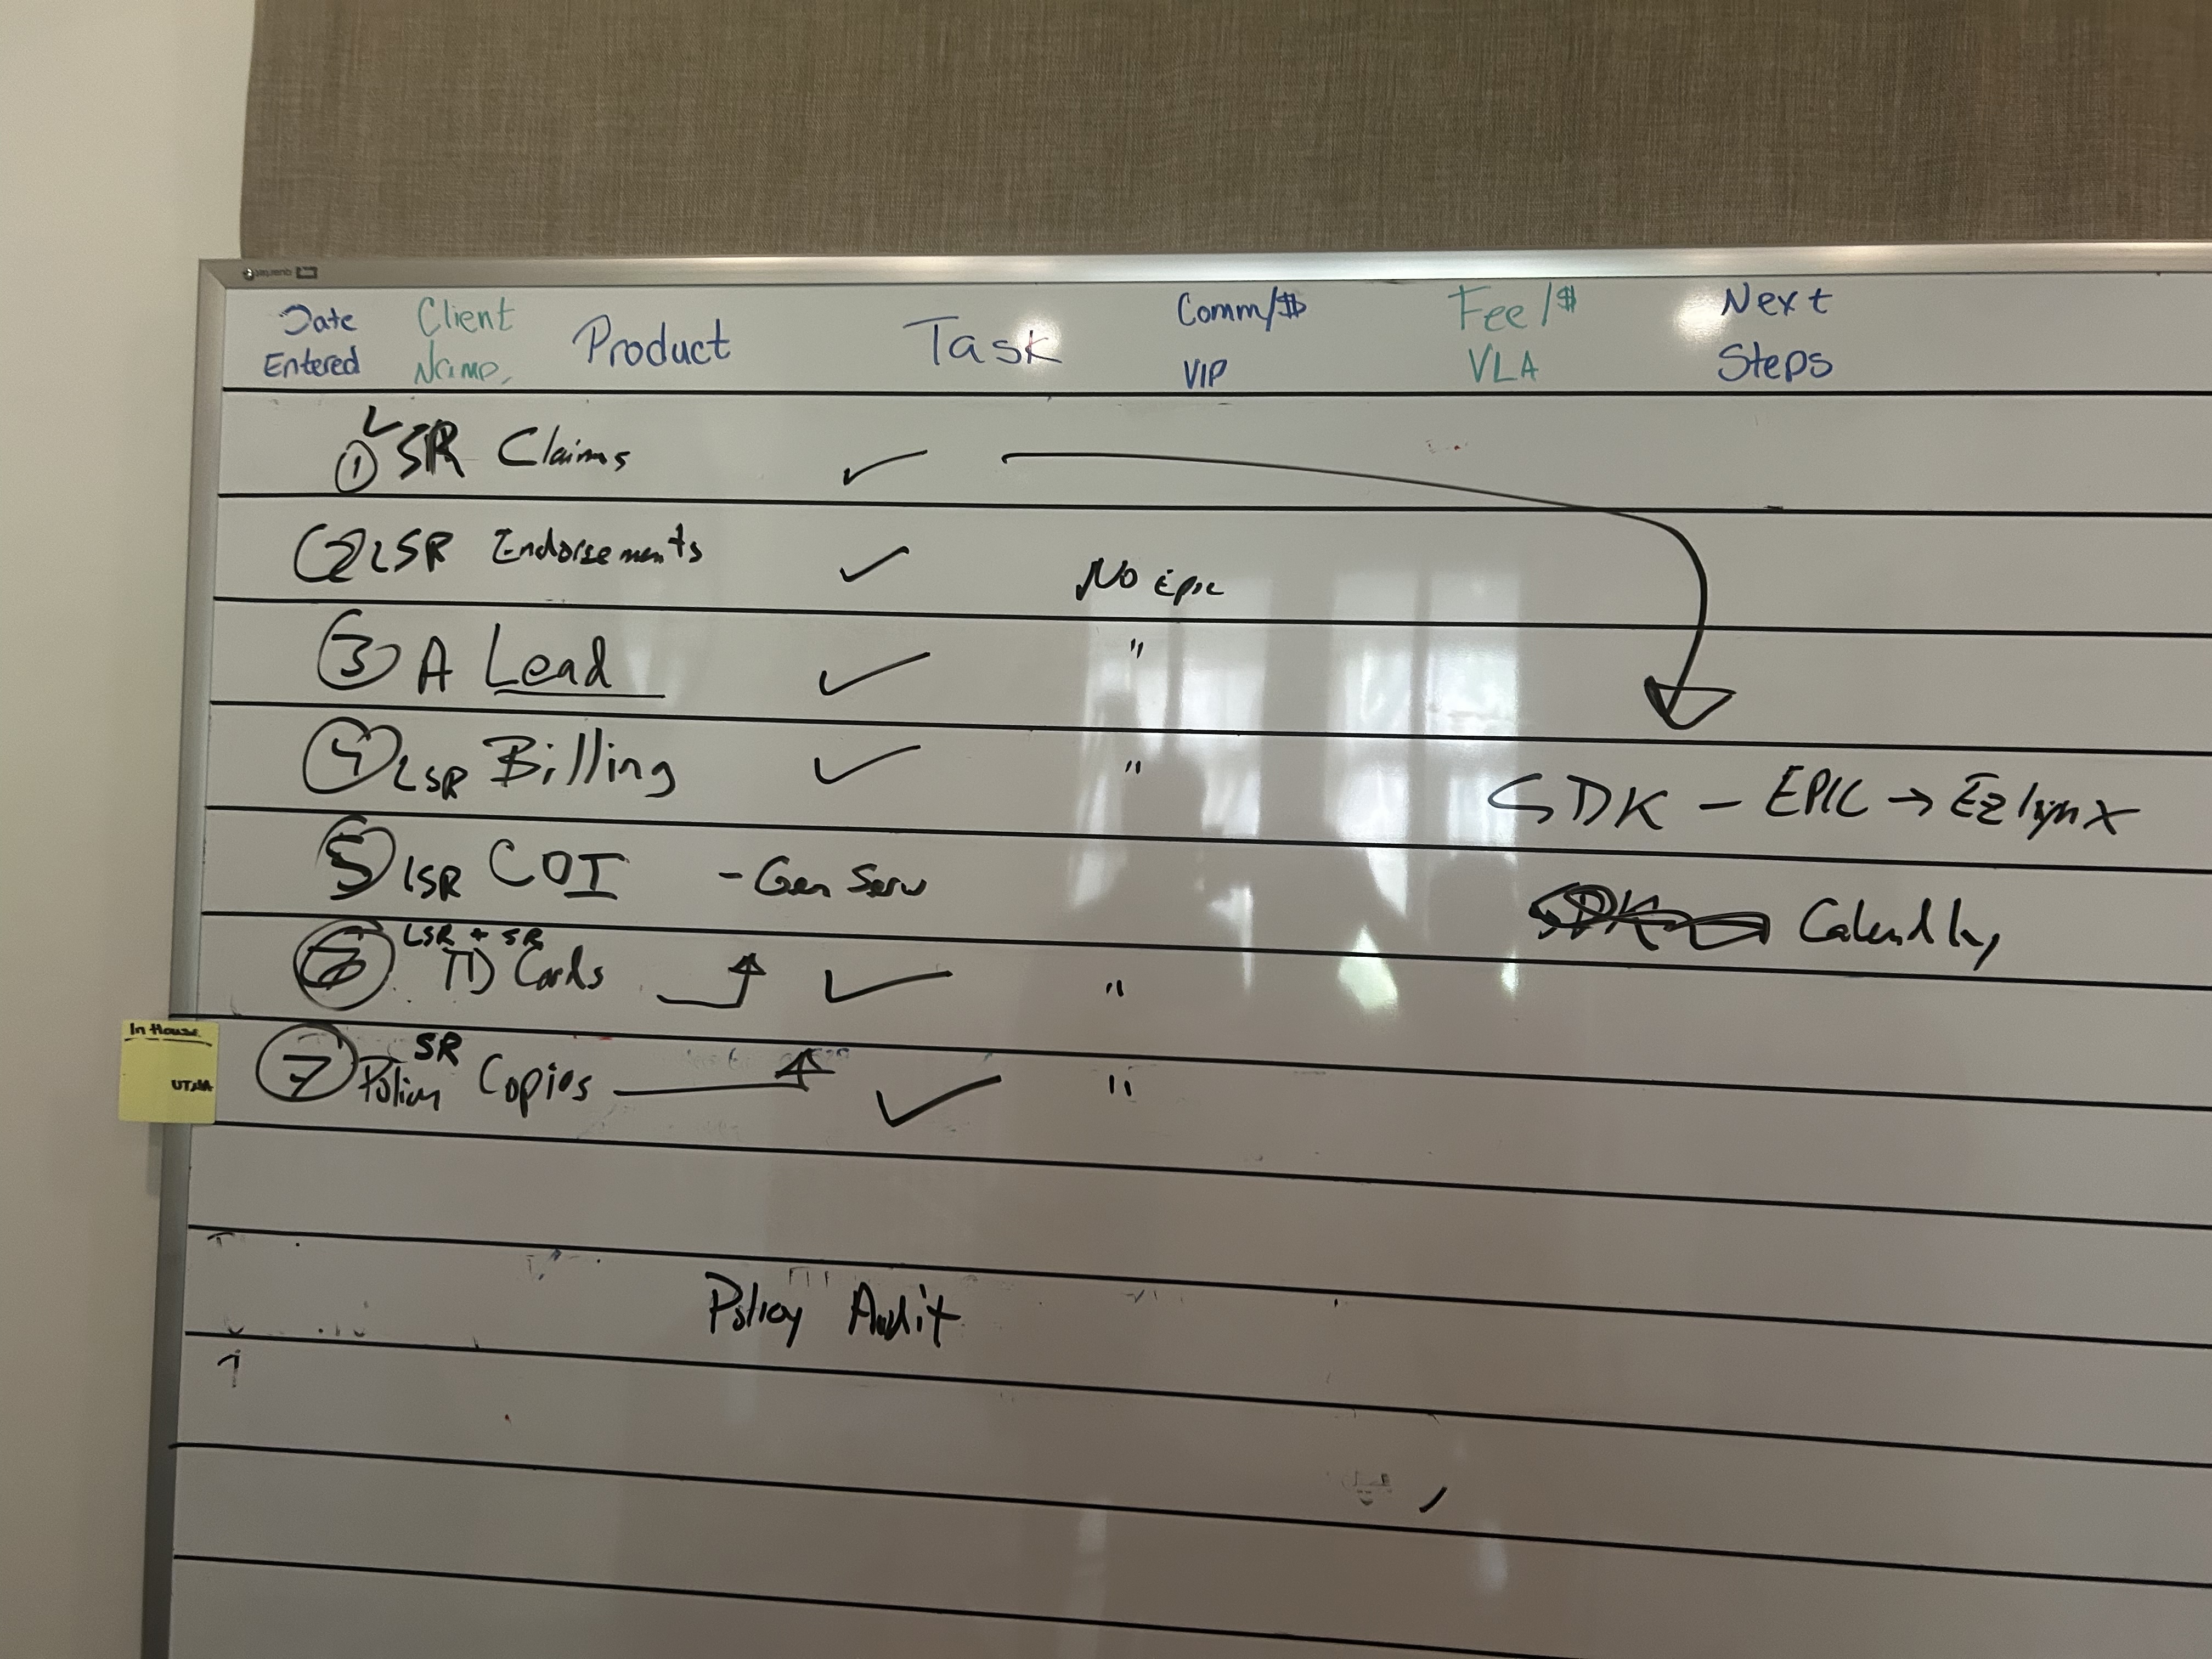 Date Entered Client Name Product Task Comm/$ VIP Fee/$ VLA Next Steps
① LSR Claims ✓
② LSR Endorsements ✓ No Epic
③ A Lead ✓ "
④ LSR Billing ✓ "
SDK - EPIC → Ezlynx
⑤ LSR COI - Gen Serv
Calendly
⑥ LSR + SR ID Cards ✓ "
In House
⑦ SR Policy Copies ✓ "
Policy Audit